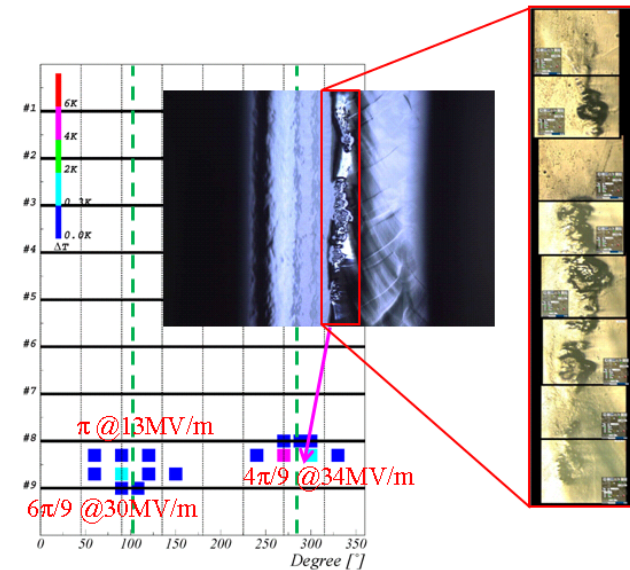 #1
#2
#3
#4
#5
#6
#7
#8
#9
6K
4K
2K
0.3K
0.0K
ΔT
π @13MV/m
4π/9 @34MV/m
6π/9 @30MV/m
0 50 100 150 200 250 300 350
Degree [°]